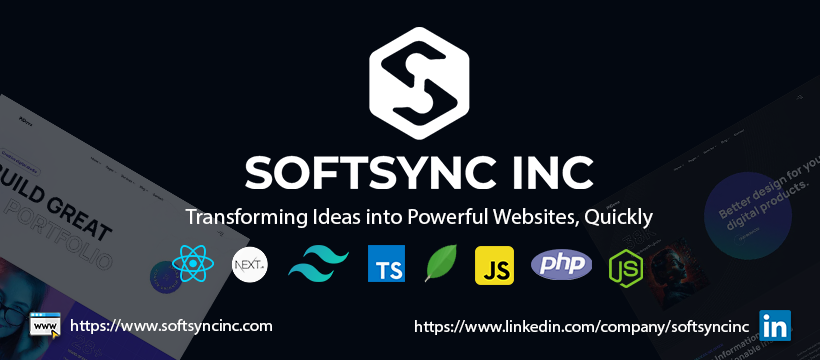 SOFTSYNC INC
Transforming Ideas into Powerful Websites, Quickly
BUILD GREAT
PORTFOLIO
Better design for your
digital products.
NEXT
TS
JS
php
JS
www
https://www.softsyncinc.com
https://www.linkedin.com/company/softsyncinc
in
Information